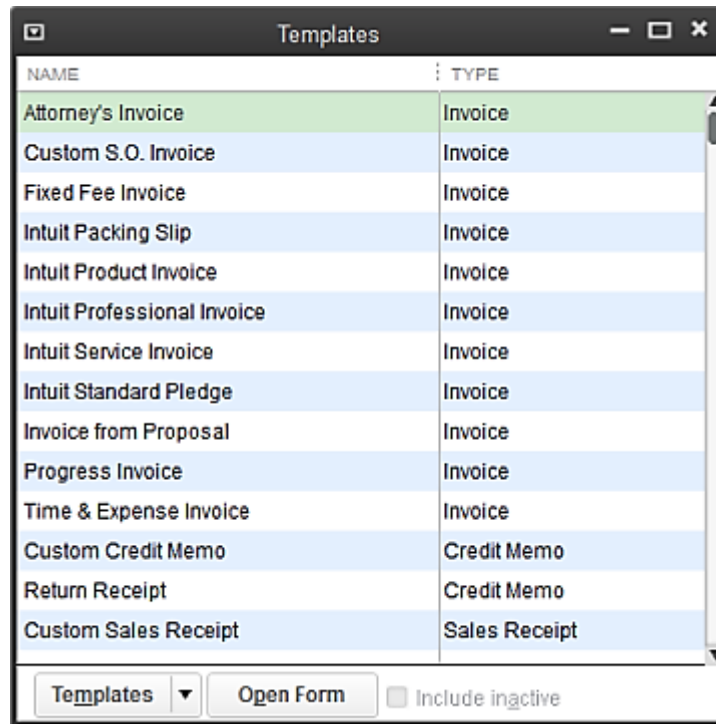 Templates
NAME TYPE
Attorney's Invoice Invoice
Custom S.O. Invoice Invoice
Fixed Fee Invoice Invoice
Intuit Packing Slip Invoice
Intuit Product Invoice Invoice
Intuit Professional Invoice Invoice
Intuit Service Invoice Invoice
Intuit Standard Pledge Invoice
Invoice from Proposal Invoice
Progress Invoice Invoice
Time & Expense Invoice Invoice
Custom Credit Memo Credit Memo
Return Receipt Credit Memo
Custom Sales Receipt Sales Receipt
Templates Open Form Include inactive